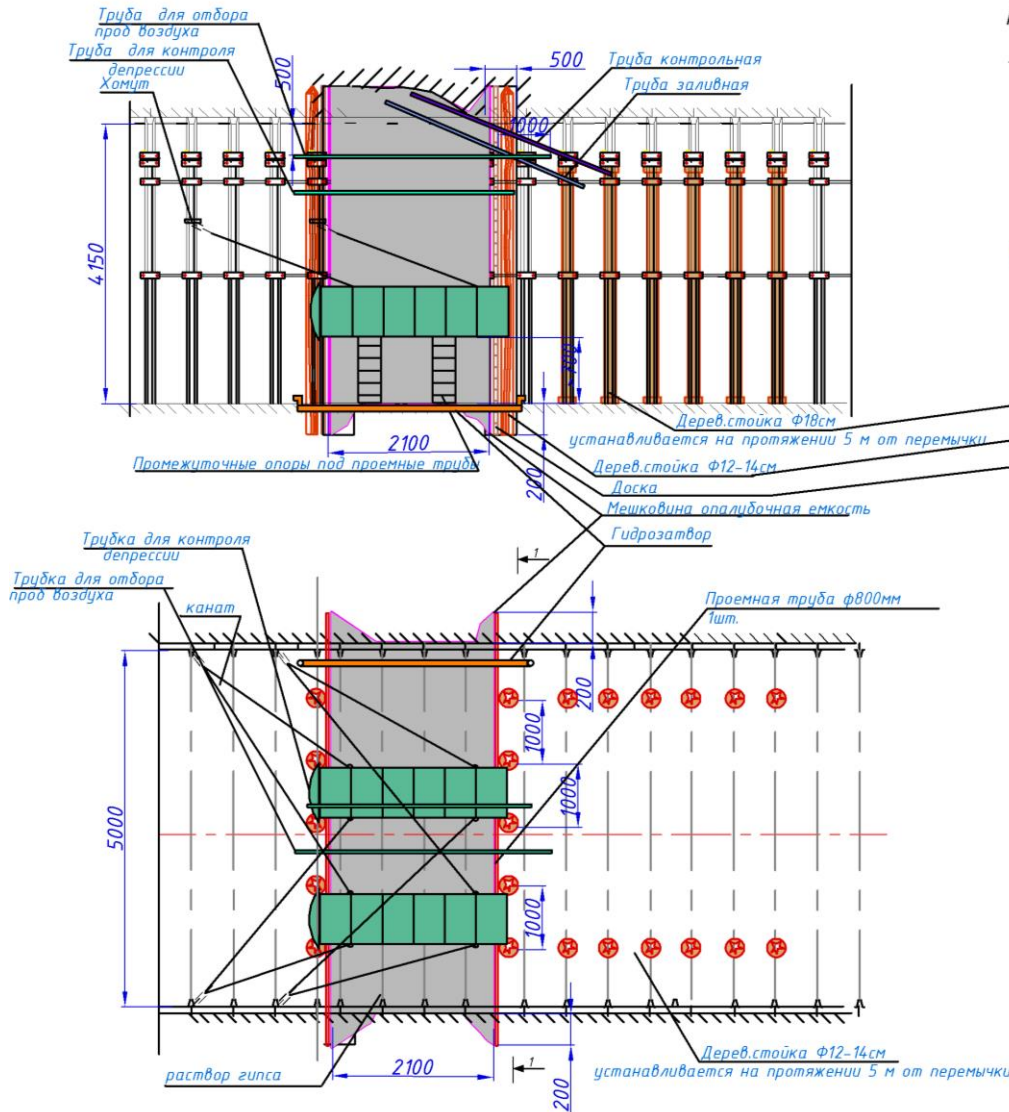 Труба для отбора
прод воздуха
Труба для контроля
депрессии
Хомут
500
500
Труба контрольная
Труба заливная
1000
4150
700
2100
200
Дерев.стойка Ф18см
устанавливается на протяжении 5 м от перемычки
Промежуточные опоры под проемные трубы
Дерев.стойка Ф12-14см
Доска
Мешковина опалубочная емкость
Гидрозатвор
Трубка для контроля
депрессии
Трубка для отбора
прод воздуха
канат
1
Проемная труба ф800мм
1шт.
200
1000
1000
5000
1000
Дерев.стойка Ф12-14см
устанавливается на протяжении 5 м от перемычки
раствор гипса
2100
1
200